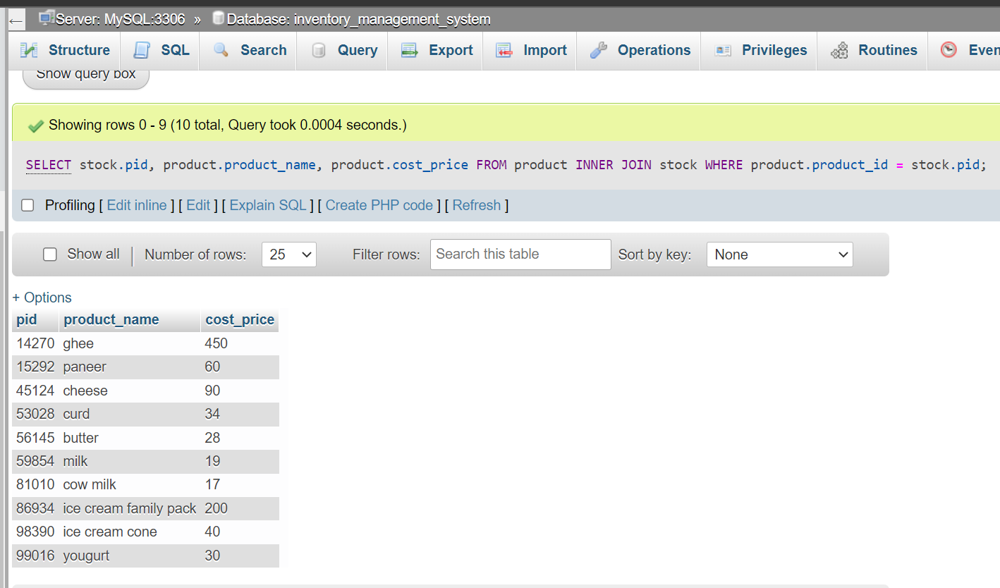 ← Server: MySQL:3306 » Database: inventory_management_system
Structure SQL Search Query Export Import Operations Privileges Routines Even
Show query box
Showing rows 0 - 9 (10 total, Query took 0.0004 seconds.)
SELECT stock.pid, product.product_name, product.cost_price FROM product INNER JOIN stock WHERE product.product_id = stock.pid;
Profiling [ Edit inline ] [ Edit ] [ Explain SQL ] [ Create PHP code ] [ Refresh ]
Show all | Number of rows: 25 Filter rows: Search this table Sort by key: None
+ Options
pid product_name cost_price
14270 ghee 450
15292 paneer 60
45124 cheese 90
53028 curd 34
56145 butter 28
59854 milk 19
81010 cow milk 17
86934 ice cream family pack 200
98390 ice cream cone 40
99016 yougurt 30